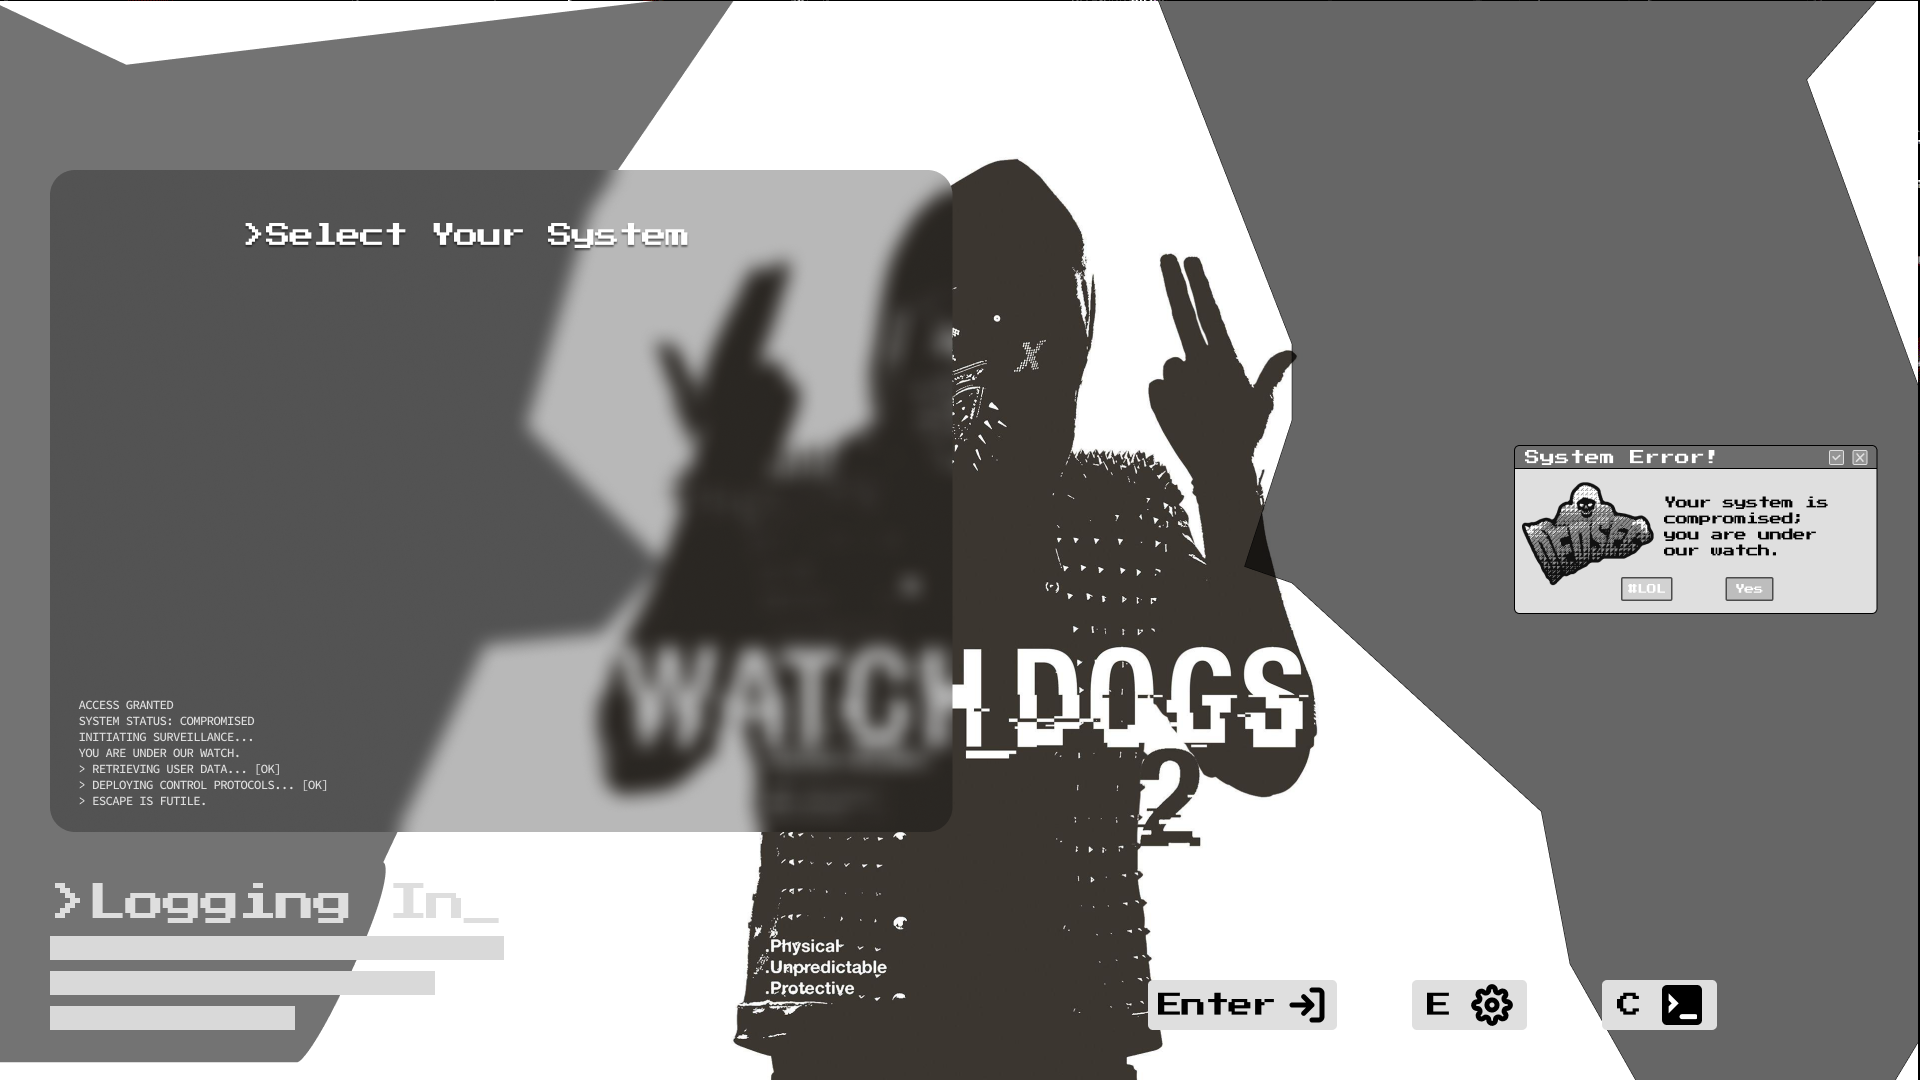 >Select Your System
ACCESS GRANTED
SYSTEM STATUS: COMPROMISED
INITIATING SURVEILLANCE...
YOU ARE UNDER OUR WATCH.
> RETRIEVING USER DATA... [OK]
> DEPLOYING CONTROL PROTOCOLS... [OK]
> ESCAPE IS FUTILE.
WATCH_DOGS
2
System Error!
DEDSEC
Your system is
compromised;
you are under
our watch.
#LOL
Yes
>Logging In_
.Physical
.Unpredictable
.Protective
Enter
E
C